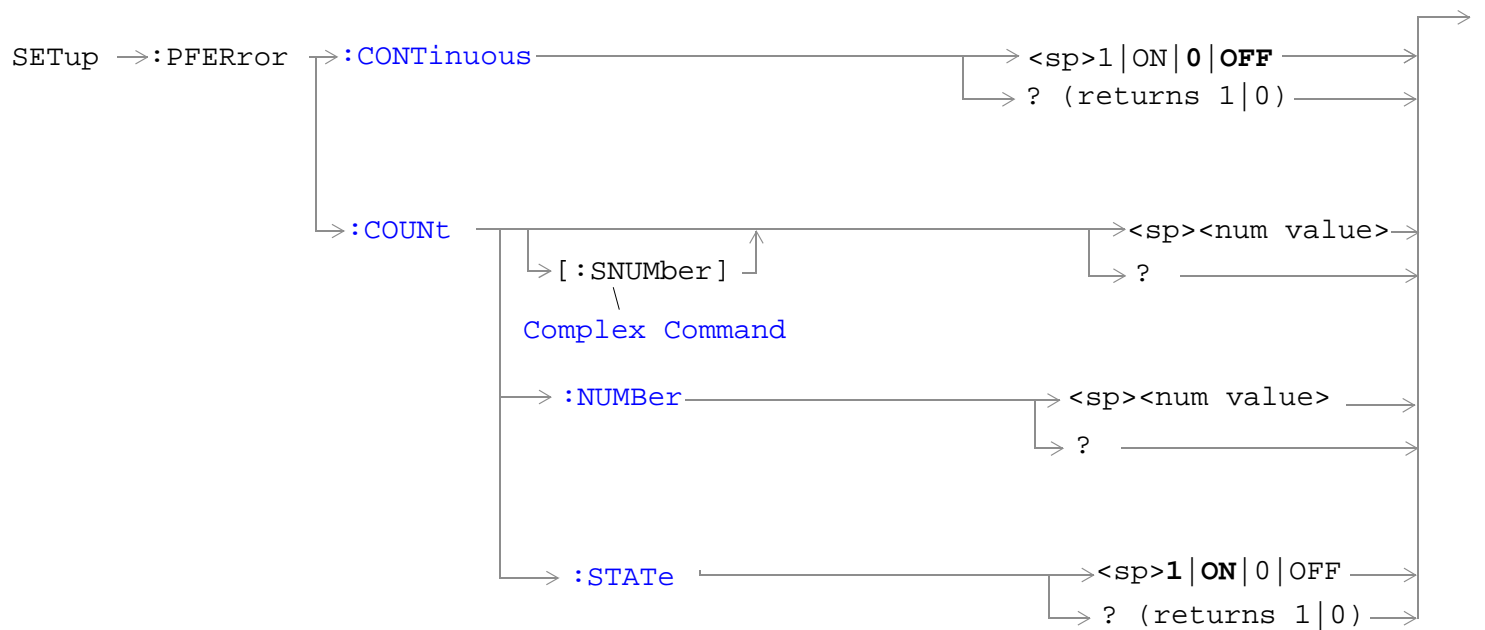 SETup :PFERror :CONTinuous <sp>1|ON|0|OFF
? (returns 1|0)
:COUNt <sp><num value>
[:SNUMber] ?
Complex Command
:NUMBer <sp><num value>
?
:STATe <sp>1|ON|0|OFF
? (returns 1|0)